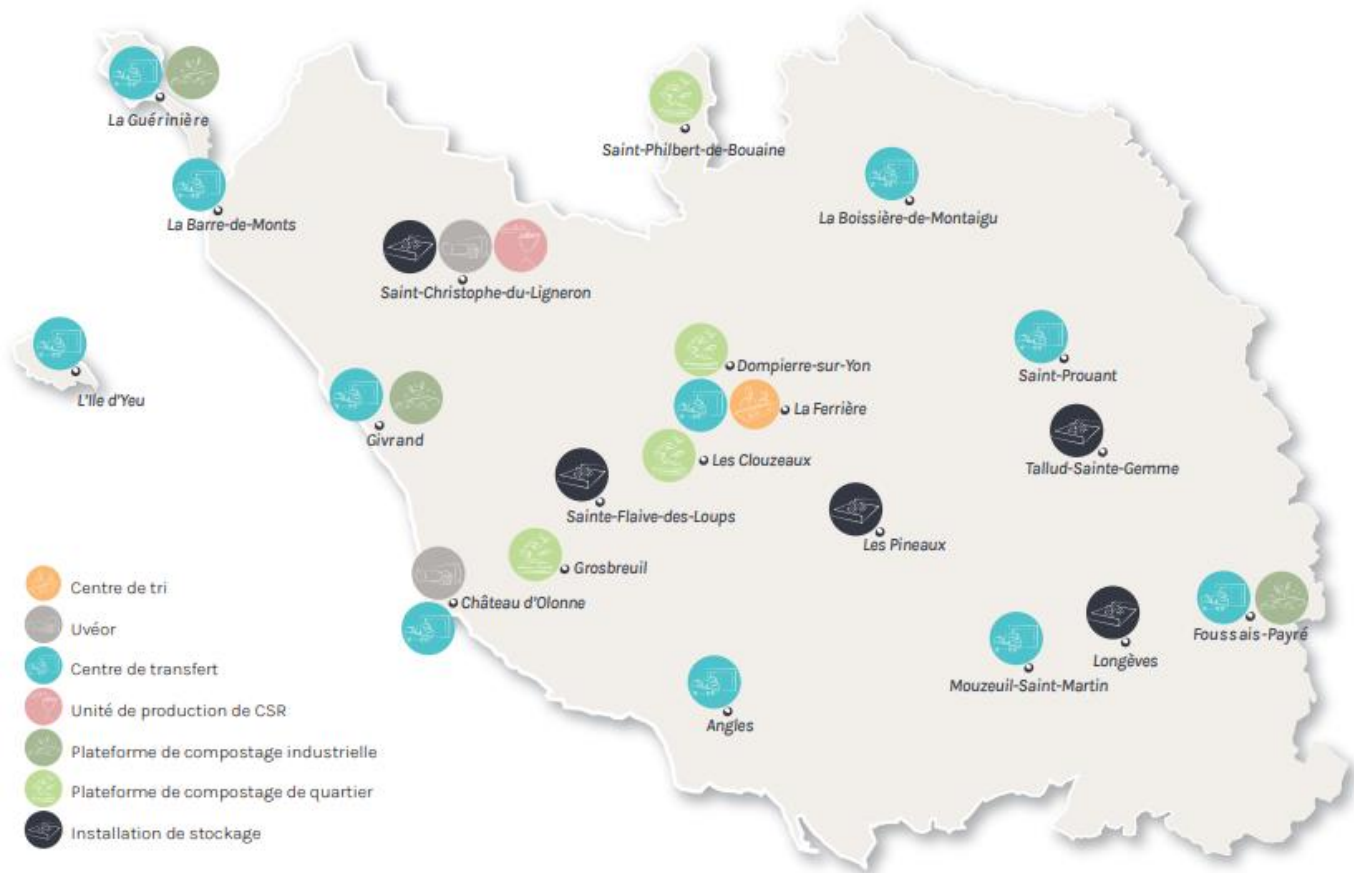 La Guérinière
Saint-Philbert-de-Bouaine
La Barre-de-Monts
La Boissière-de-Montaigu
Saint-Christophe-du-Ligneron
Dompierre-sur-Yon
Saint-Prouant
L'Ile d'Yeu
La Ferrière
Givrand
Les Clouzeaux
Tallud-Sainte-Gemme
Sainte-Flaive-des-Loups
Les Pineaux
Grosbreuil
Château d'Olonne
Foussais-Payré
Longèves
Mouzeuil-Saint-Martin
Angles
Centre de tri
Uvéor
Centre de transfert
Unité de production de CSR
Plateforme de compostage industrielle
Plateforme de compostage de quartier
Installation de stockage